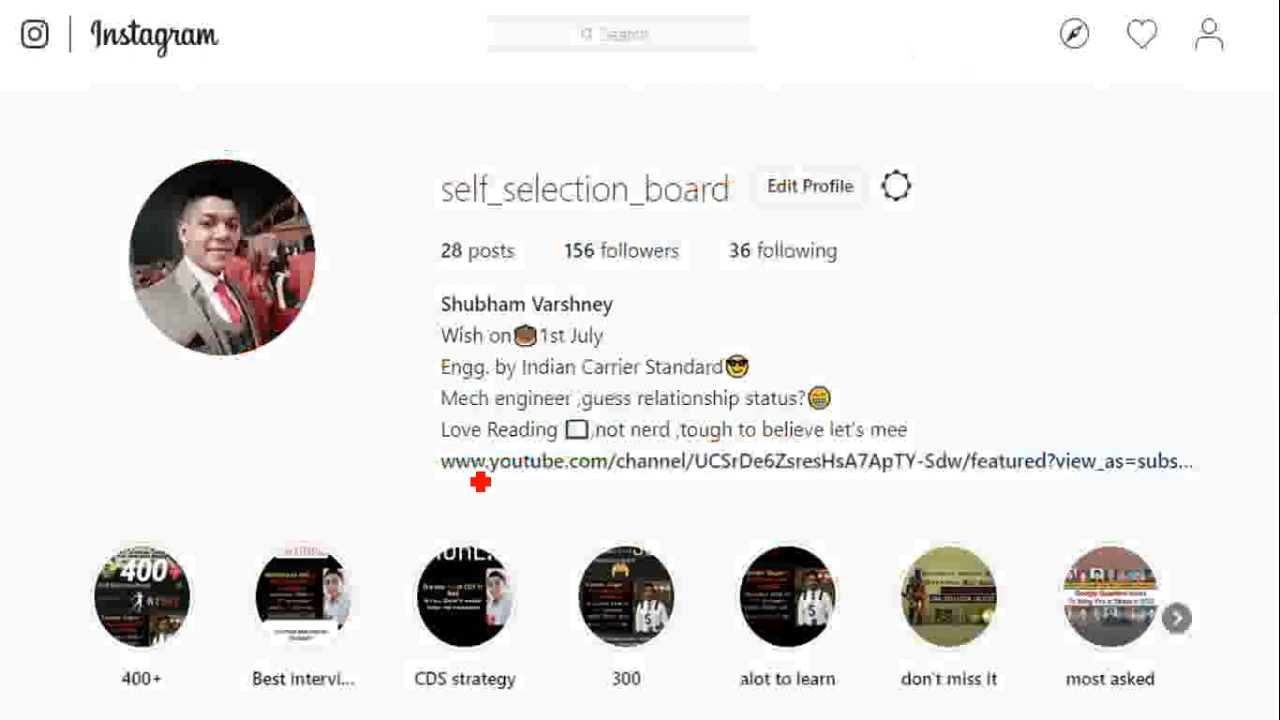 Instagram
Search
self_selection_board Edit Profile
28 posts 156 followers 36 following
Shubham Varshney
Wish on 1st July
Engg. by Indian Carrier Standard😎
Mech engineer ,guess relationship status?😁
Love Reading ,not nerd ,tough to believe let's mee
www.youtube.com/channel/UCSrDe6ZsresHsA7ApTY-Sdw/featured?view_as=subs...
400
400+ Best intervi... CDS strategy 300 alot to learn don't miss it most asked